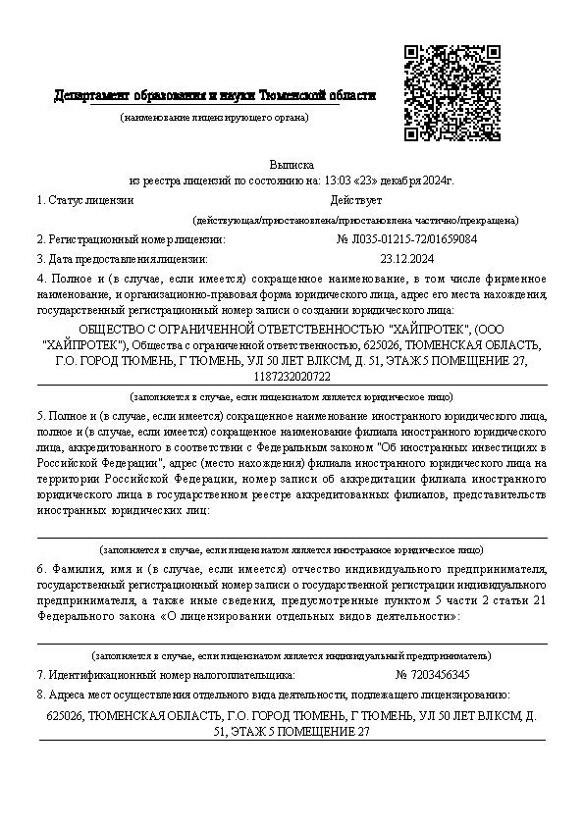 Департамент образования и науки Тюменской области
(наименование лицензирующего органа)
Выписка
из реестра лицензий по состоянию на: 13:03 «23» декабря 2024г.
1. Статус лицензии Действует
(действующая/приостановлена/приостановлена частично/прекращена)
2. Регистрационный номер лицензии: № Л035-01215-72/01659084
3. Дата предоставления лицензии: 23.12.2024
4. Полное и (в случае, если имеется) сокращенное наименование, в том числе фирменное
наименование, и организационно-правовая форма юридического лица, адрес его места нахождения,
государственный регистрационный номер записи о создании юридического лица:
ОБЩЕСТВО С ОГРАНИЧЕННОЙ ОТВЕТСТВЕННОСТЬЮ "ХАЙПРОТЕК", (ООО
"ХАЙПРОТЕК"), Общества с ограниченной ответственностью, 625026, ТЮМЕНСКАЯ ОБЛАСТЬ,
Г.О. ГОРОД ТЮМЕНЬ, Г ТЮМЕНЬ, УЛ 50 ЛЕТ ВЛКСМ, Д. 51, ЭТАЖ 5 ПОМЕЩЕНИЕ 27,
1187232020722
(заполняется в случае, если лицензиатом является юридическое лицо)
5. Полное и (в случае, если имеется) сокращенное наименование иностранного юридического лица,
полное и (в случае, если имеется) сокращенное наименование филиала иностранного юридического
лица, аккредитованного в соответствии с Федеральным законом "Об иностранных инвестициях в
Российской Федерации", адрес (место нахождения) филиала иностранного юридического лица на
территории Российской Федерации, номер записи об аккредитации филиала иностранного
юридического лица в государственном реестре аккредитованных филиалов, представительств
иностранных юридических лиц:
(заполняется в случае, если лицензиатом является иностранное юридическое лицо)
6. Фамилия, имя и (в случае, если имеется) отчество индивидуального предпринимателя,
государственный регистрационный номер записи о государственной регистрации индивидуального
предпринимателя, а также иные сведения, предусмотренные пунктом 5 части 2 статьи 21
Федерального закона «О лицензировании отдельных видов деятельности»:
(заполняется в случае, если лицензиатом является индивидуальный предприниматель)
7. Идентификационный номер налогоплательщика: № 7203456345
8. Адреса мест осуществления отдельного вида деятельности, подлежащего лицензированию:
625026, ТЮМЕНСКАЯ ОБЛАСТЬ, Г.О. ГОРОД ТЮМЕНЬ, Г ТЮМЕНЬ, УЛ 50 ЛЕТ ВЛКСМ, Д.
51, ЭТАЖ 5 ПОМЕЩЕНИЕ 27